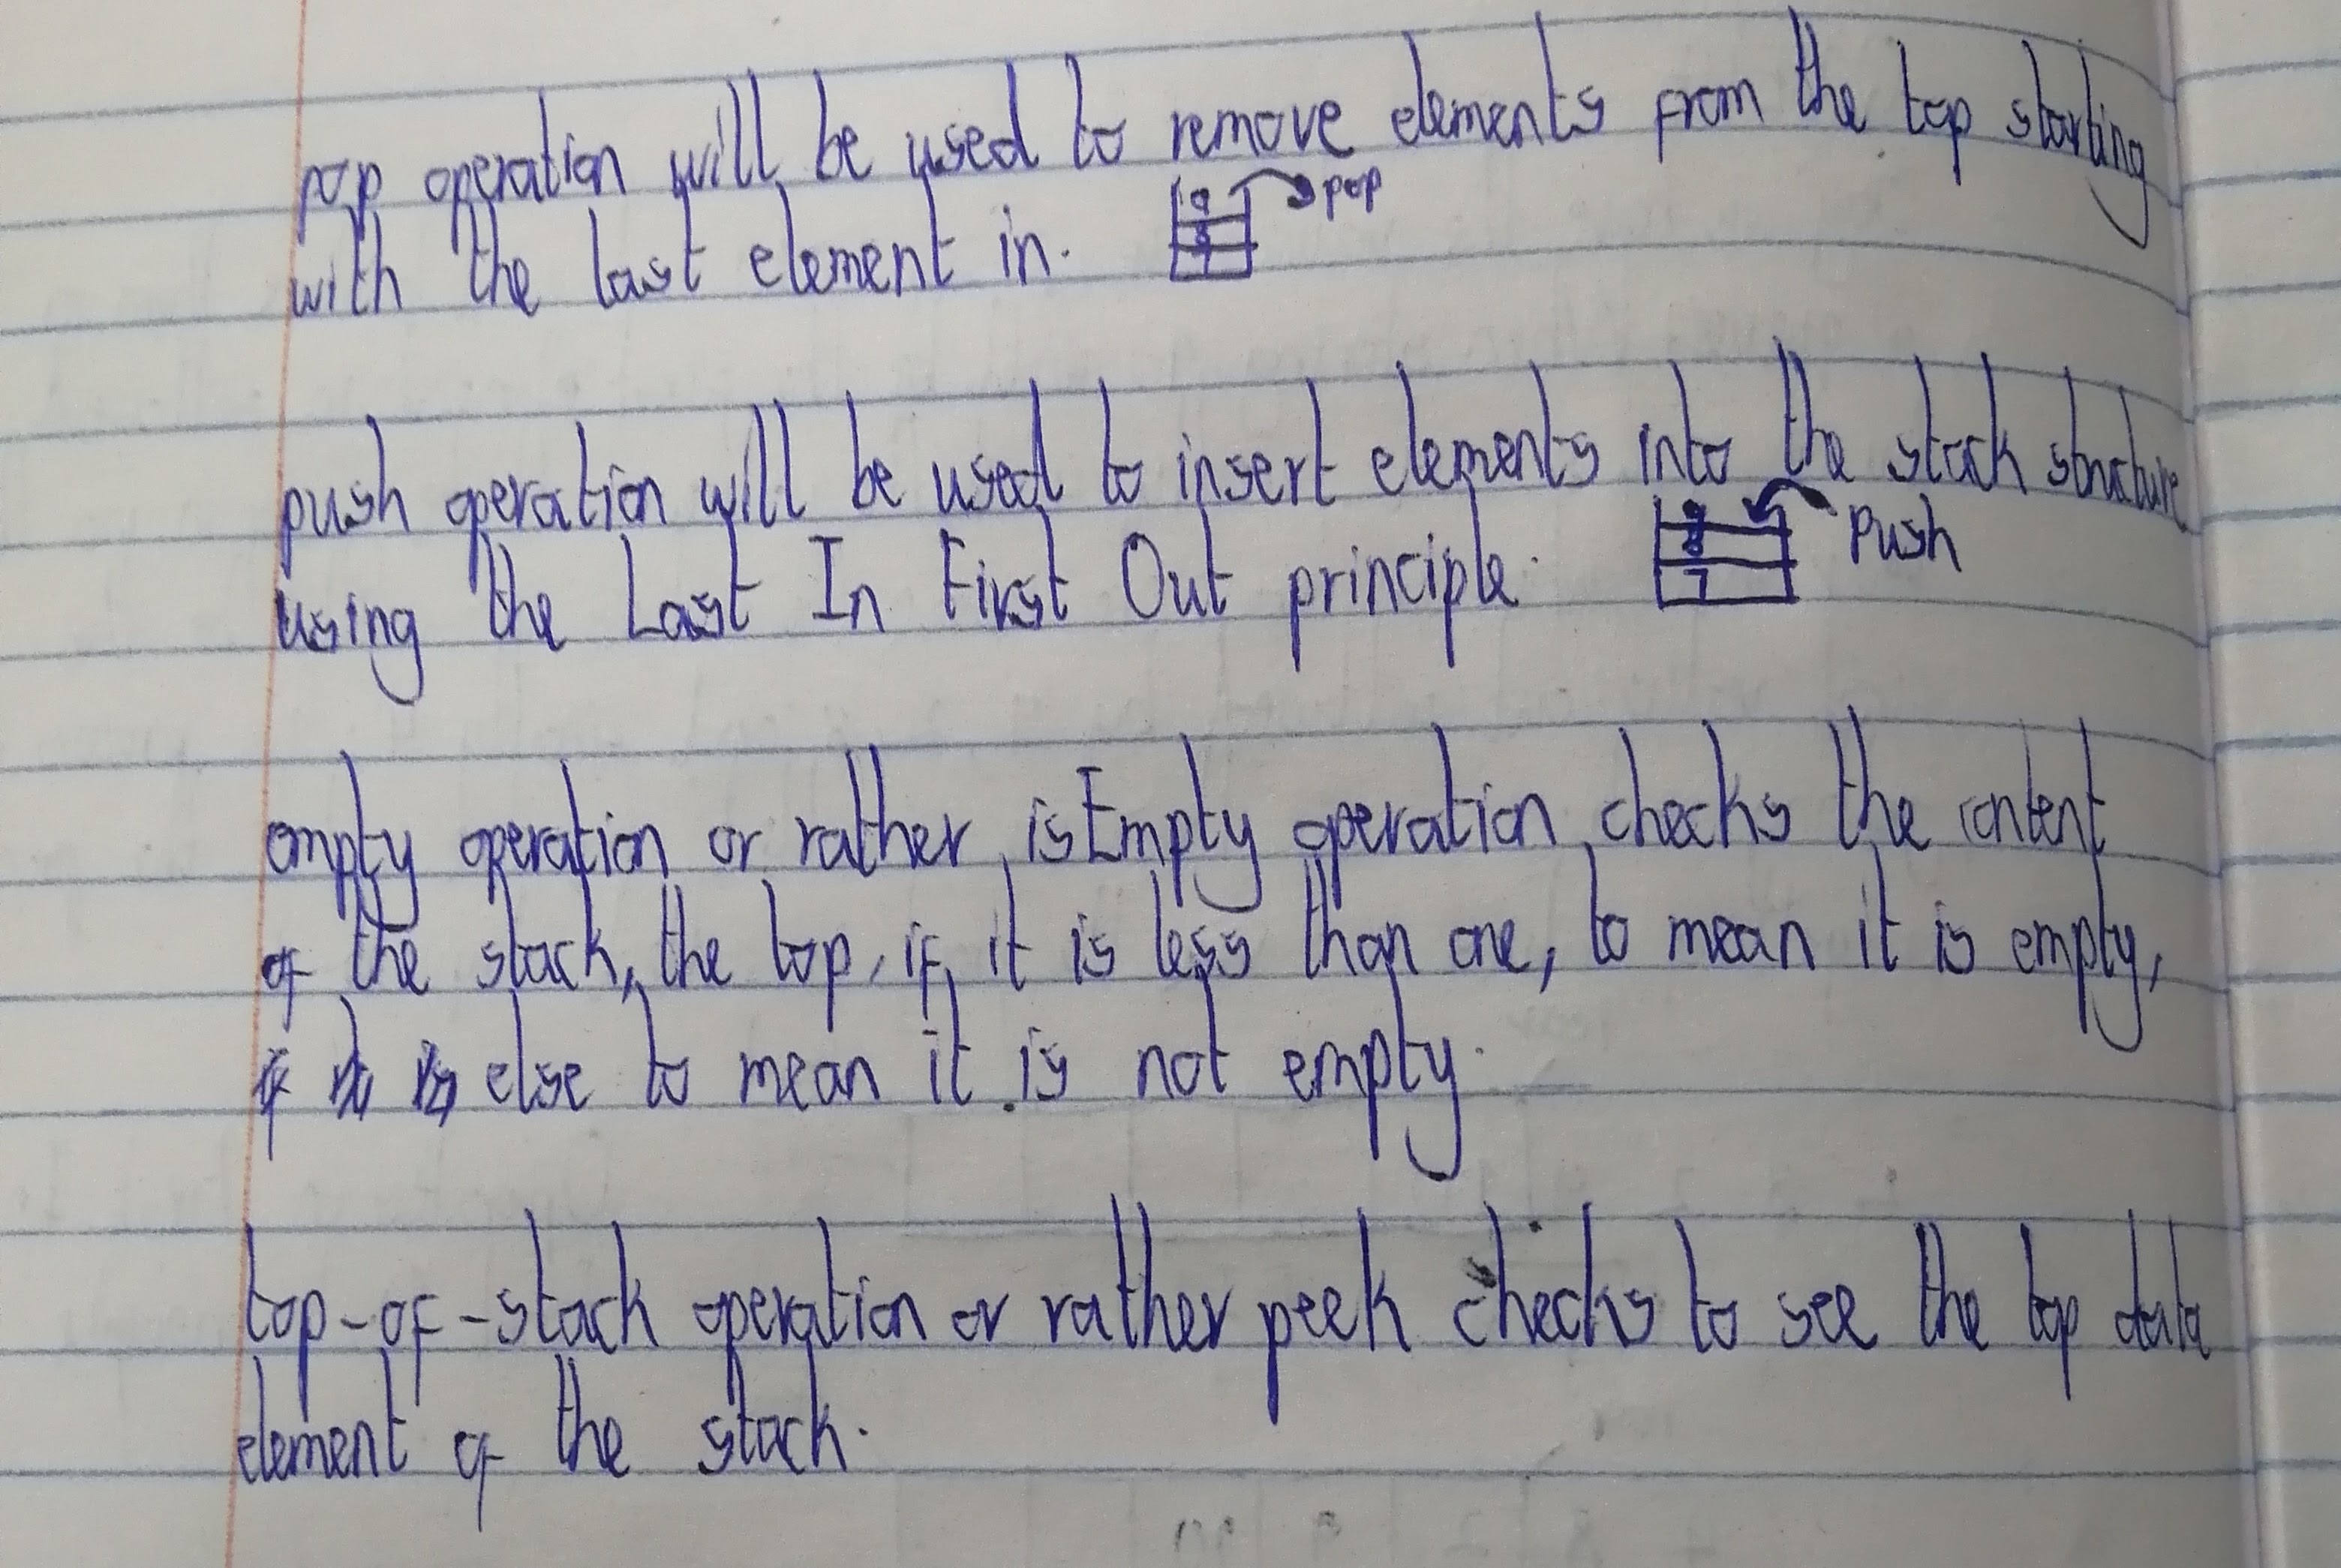 pop operation will be used to remove elements from the top starting
with the last element in.
9 pop
8
7
push operation will be used to insert elements into the stack structure
using the Last In First Out principle.
Push
8
7
empty operation or rather isEmpty operation checks the content
of the stack, the top, if it is less than one, to mean it is empty,
else to mean it is not empty.
top-of-stack operation or rather peek checks to see the top data
element of the stack.